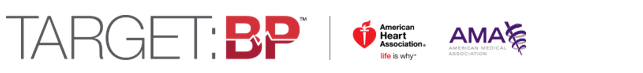 TARGET:BP™
American
Heart
Association®
life is why™
AMA
AMERICAN MEDICAL
ASSOCIATION